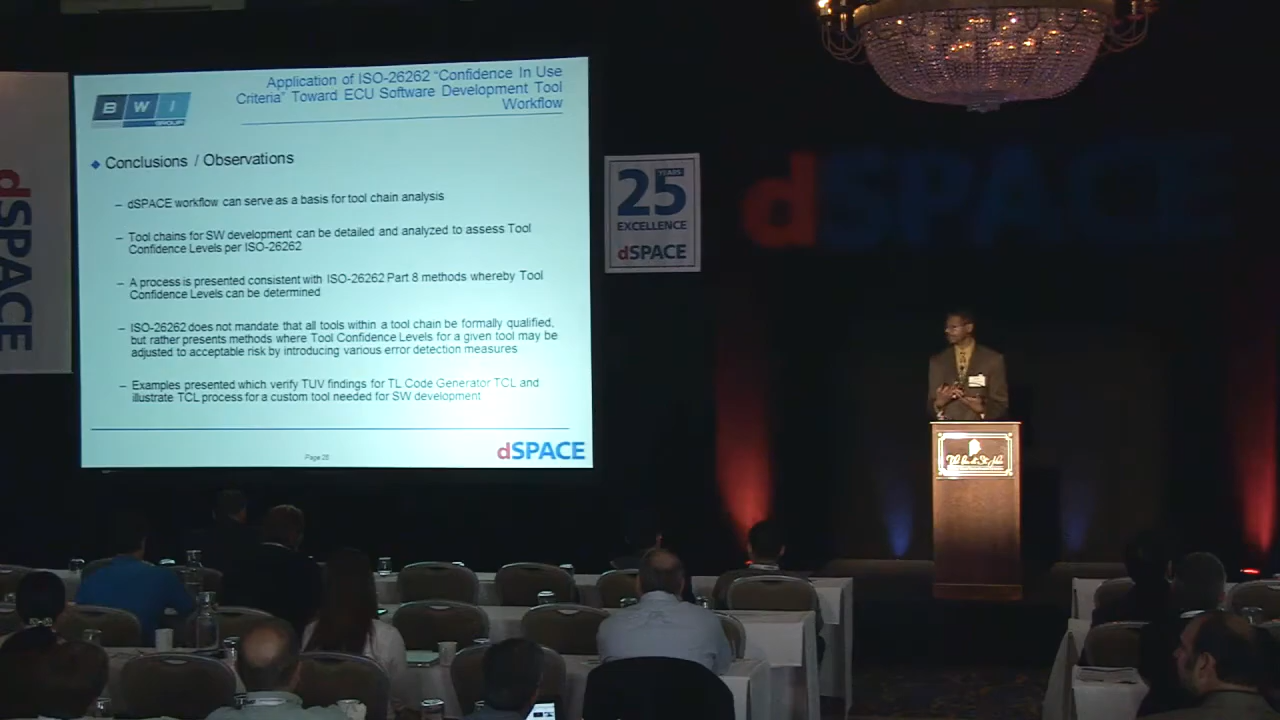 Application of ISO-26262 "Confidence In Use
Criteria" Toward ECU Software Development Tool
Workflow
BWI
GROUP
Conclusions / Observations
– dSPACE workflow can serve as a basis for tool chain analysis
– Tool chains for SW development can be detailed and analyzed to assess Tool
Confidence Levels per ISO-26262
– A process is presented consistent with ISO-26262 Part 8 methods whereby Tool
Confidence Levels can be determined
– ISO-26262 does not mandate that all tools within a tool chain be formally qualified,
but rather presents methods where Tool Confidence Levels for a given tool may be
adjusted to acceptable risk by introducing various error detection measures
– Examples presented which verify TUV findings for TL Code Generator TCL and
illustrate TCL process for a custom tool needed for SW development
Page 28
dSPACE
dSPACE
25
YEARS
EXCELLENCE
dSPACE
dSPACE